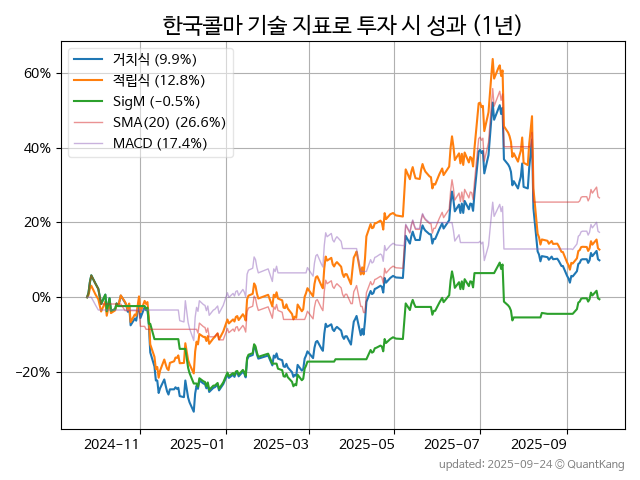 한국콜마 기술 지표로 투자 시 성과 (1년)
거치식 (9.9%)
적립식 (12.8%)
SigM (−0.5%)
SMA(20) (26.6%)
MACD (17.4%)
60%
40%
20%
0%
−20%
2024-11 2025-01 2025-03 2025-05 2025-07 2025-09
updated: 2025-09-24 © QuantKang